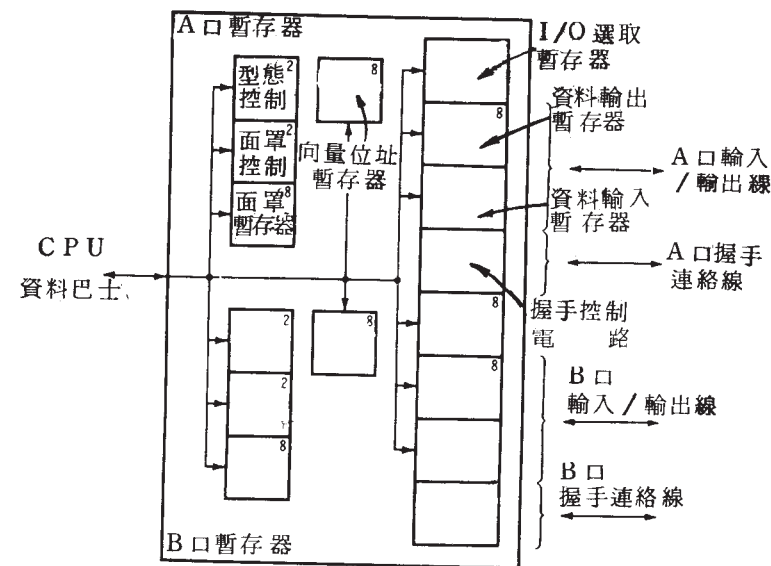 A口暫存器
I/O選取
暫存器
型態
控制
2
8
資料輸出
暫存器
8
面罩
控制
2
向量位址
暫存器
A口輸入
/輸出線
面罩
暫存器
8
資料輸入
暫存器
CPU
資料巴士
A口握手
連絡線
握手控制
電路
8
2
8
8
B口
輸入/輸出線
2
8
B口
握手連絡線
B口暫存器